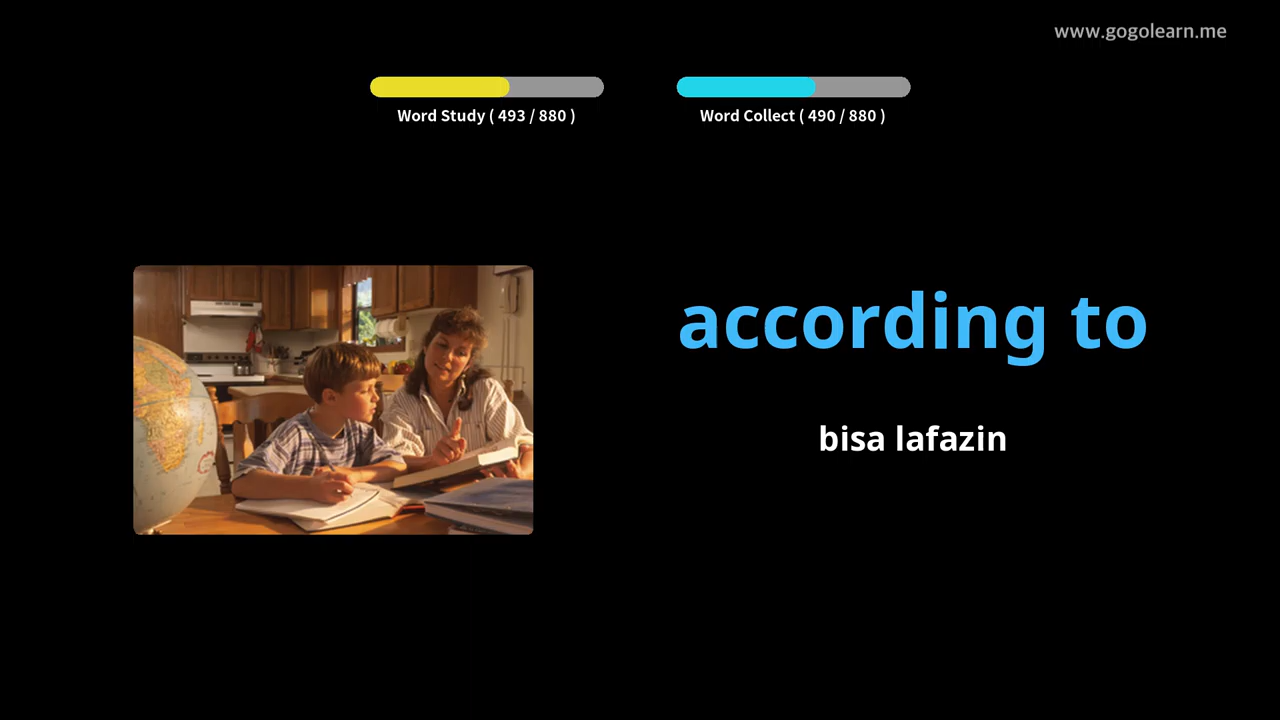 www.gogolearn.me
Word Study ( 493 / 880 )
Word Collect ( 490 / 880 )
according to
bisa lafazin